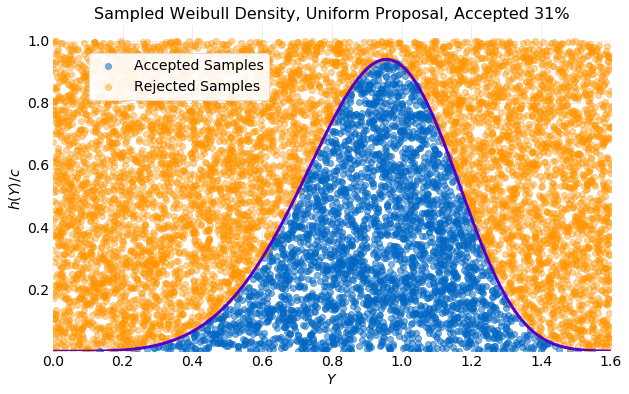 Sampled Weibull Density, Uniform Proposal, Accepted 31%
1.0
0.8
0.6
0.4
0.2
h(Y)/c
Accepted Samples
Rejected Samples
0.0 0.2 0.4 0.6 0.8 1.0 1.2 1.4 1.6
Y